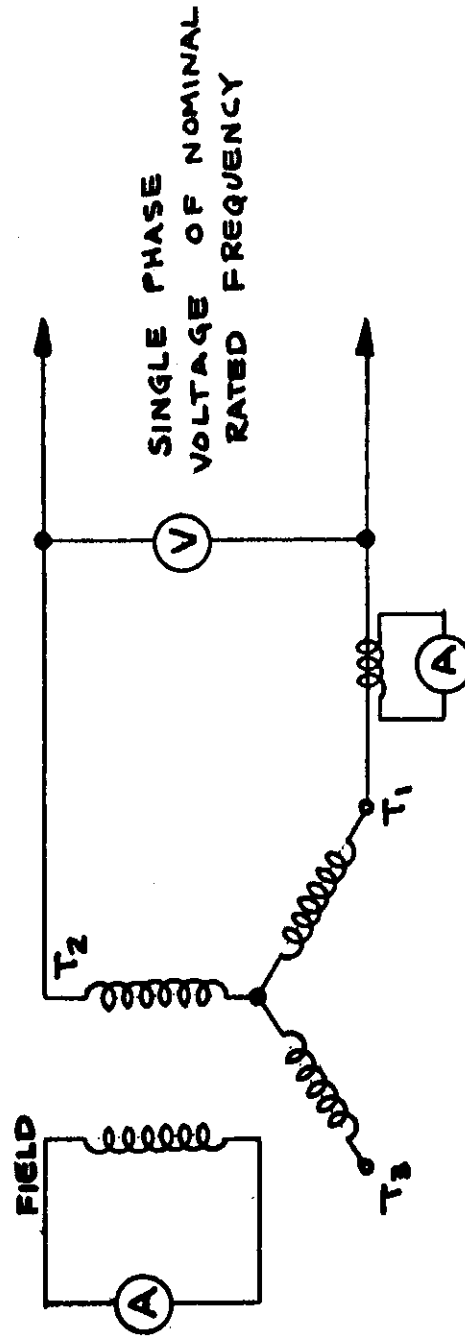 FIELD
A
T2
T3
T1
V
A
SINGLE PHASE
VOLTAGE OF NOMINAL
RATED FREQUENCY